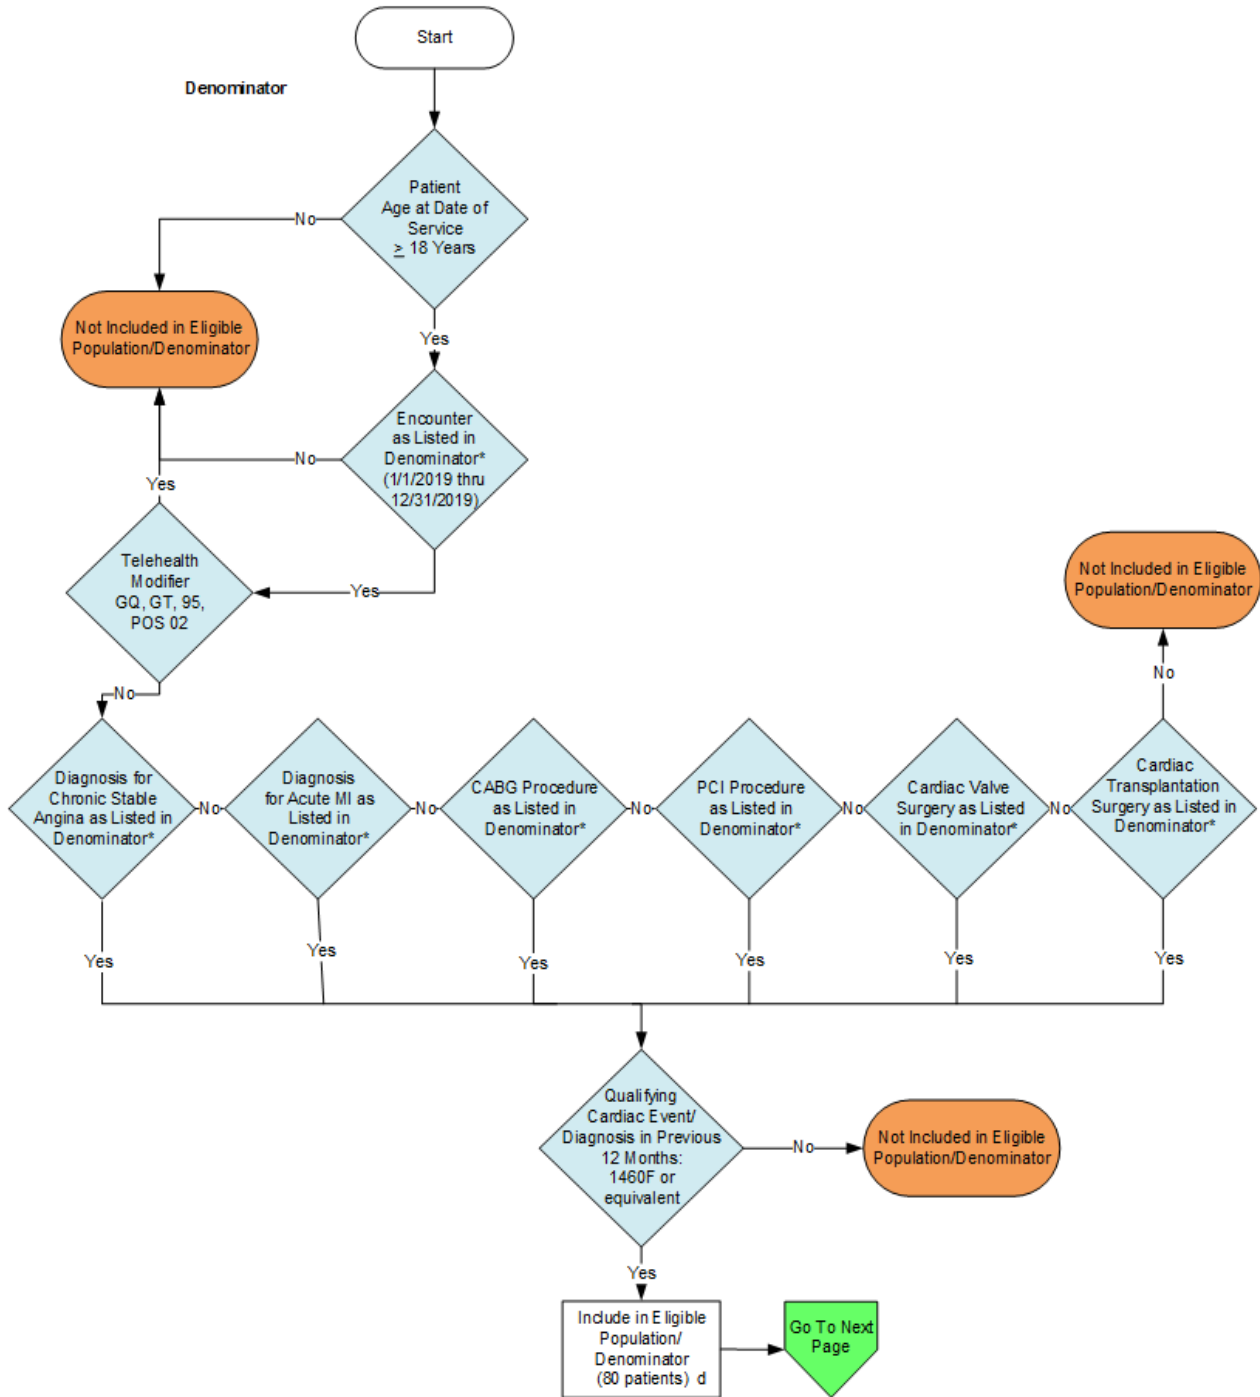 Start
Denominator
Patient
Age at Date of
Service
≥ 18 Years
No
Yes
Not Included in Eligible
Population/Denominator
Encounter
as Listed in
Denominator*
(1/1/2019 thru
12/31/2019)
No
Yes
Yes
Telehealth
Modifier
GQ, GT, 95,
POS 02
No
Not Included in Eligible
Population/Denominator
No
Diagnosis for
Chronic Stable
Angina as Listed in
Denominator*
No
Diagnosis
for Acute MI as
Listed in
Denominator*
No
CABG Procedure
as Listed in
Denominator*
No
PCI Procedure
as Listed in
Denominator*
No
Cardiac Valve
Surgery as Listed
in Denominator*
No
Cardiac
Transplantation
Surgery as Listed in
Denominator*
Yes
Yes
Yes
Yes
Yes
Yes
Qualifying
Cardiac Event/
Diagnosis in Previous
12 Months:
1460F or
equivalent
No
Not Included in Eligible
Population/Denominator
Yes
Include in Eligible
Population/
Denominator
(80 patients) d
Go To Next
Page